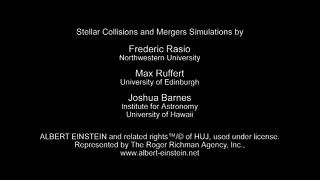 Stellar Collisions and Mergers Simulations by
Frederic Rasio
Northwestern University
Max Ruffert
University of Edinburgh
Joshua Barnes
Institute for Astronomy
University of Hawaii
ALBERT EINSTEIN and related rights™/© of HUJ, used under license.
Represented by The Roger Richman Agency, Inc.,
www.albert-einstein.net